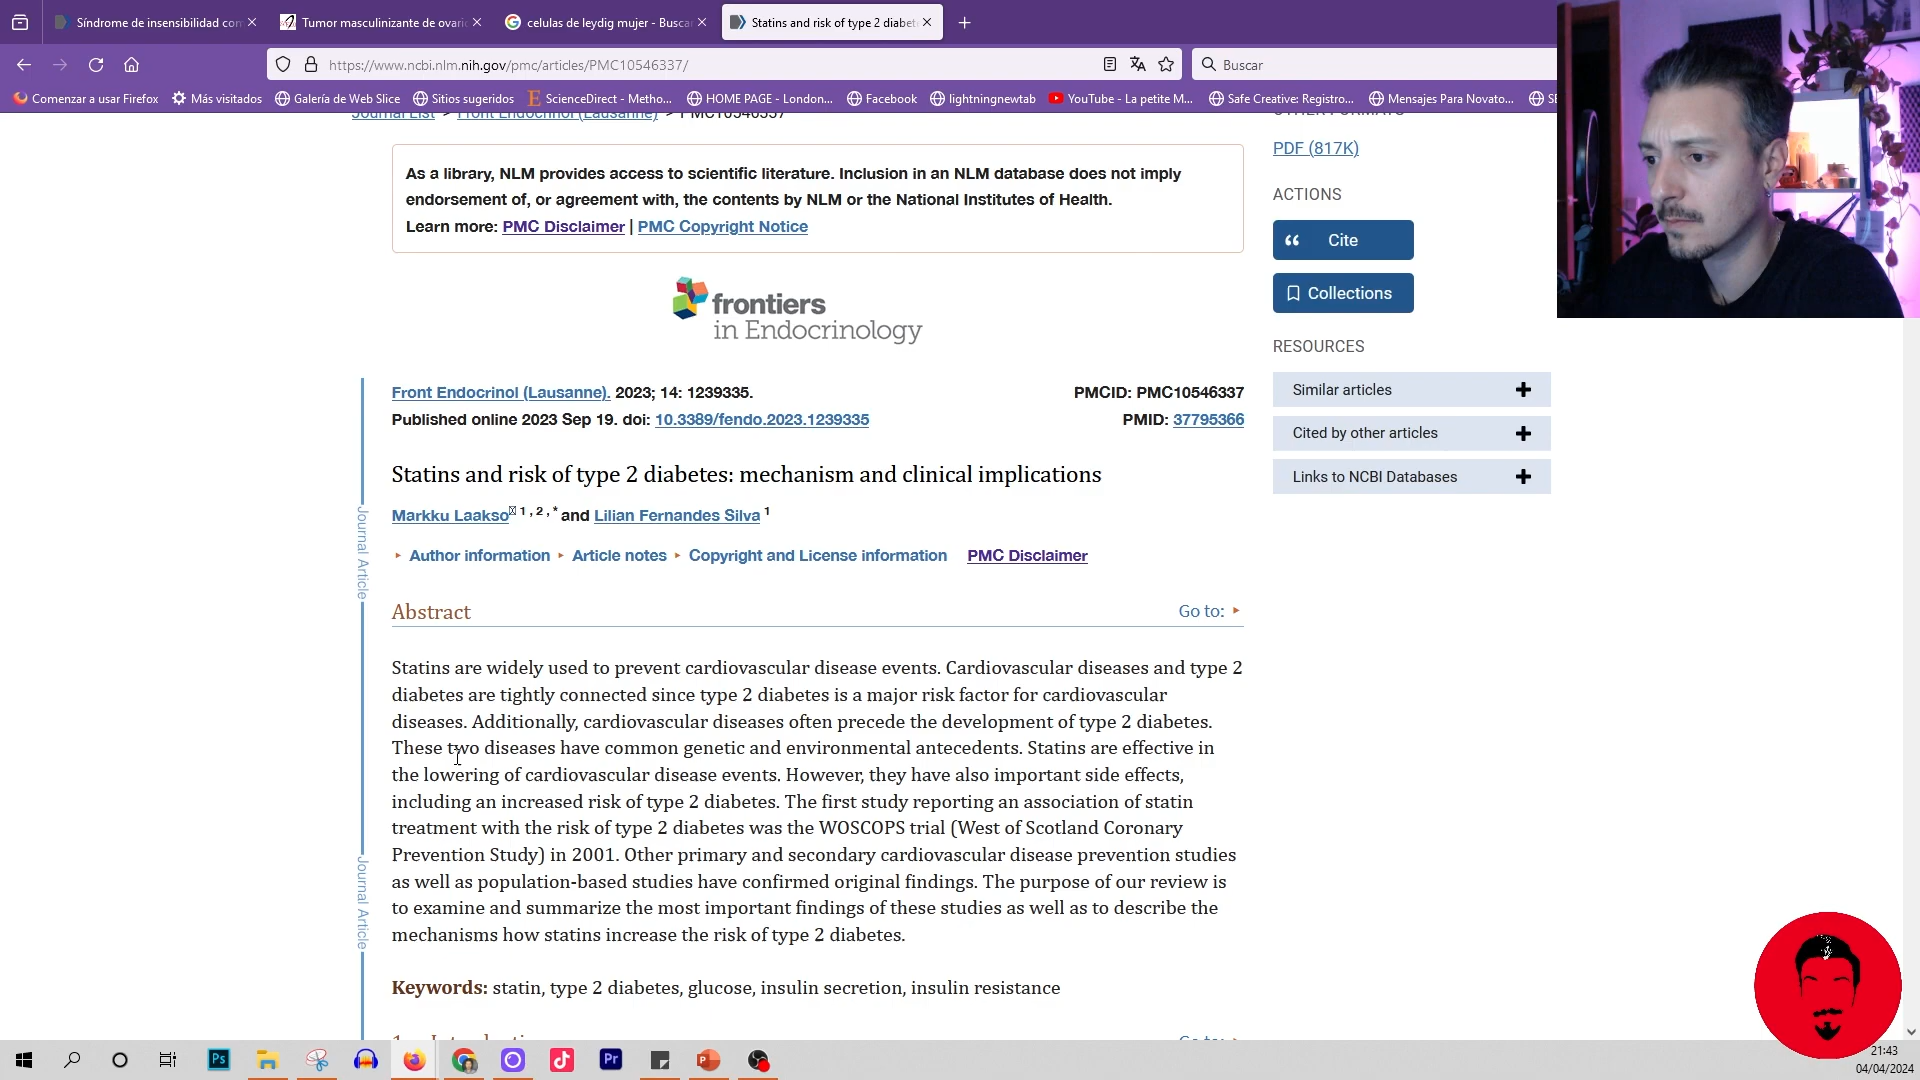 Síndrome de insensibilidad con
Tumor masculinizante de ovario
celulas de leydig mujer - Buscar
Statins and risk of type 2 diabet
https://www.ncbi.nlm.nih.gov/pmc/articles/PMC10546337/
Buscar
Comenzar a usar Firefox
Más visitados
Galería de Web Slice
Sitios sugeridos
ScienceDirect - Metho...
HOME PAGE - London...
Facebook
lightningnewtab
YouTube - La petite M...
Safe Creative: Registro...
Mensajes Para Novato...
Journal List > Front Endocrinol (Lausanne) > PMC10546337
OTHER FORMATS
PDF (817K)
As a library, NLM provides access to scientific literature. Inclusion in an NLM database does not imply
endorsement of, or agreement with, the contents by NLM or the National Institutes of Health.
Learn more: PMC Disclaimer | PMC Copyright Notice
ACTIONS
Cite
Collections
frontiers
in Endocrinology
RESOURCES
Similar articles
Cited by other articles
Links to NCBI Databases
Front Endocrinol (Lausanne). 2023; 14: 1239335.
PMCID: PMC10546337
Published online 2023 Sep 19. doi: 10.3389/fendo.2023.1239335
PMID: 37795366
Statins and risk of type 2 diabetes: mechanism and clinical implications
Markku Laakso 1 , 2 , * and Lilian Fernandes Silva 1
Author information Article notes Copyright and License information PMC Disclaimer
Journal Article
Abstract
Go to:
Statins are widely used to prevent cardiovascular disease events. Cardiovascular diseases and type 2
diabetes are tightly connected since type 2 diabetes is a major risk factor for cardiovascular
diseases. Additionally, cardiovascular diseases often precede the development of type 2 diabetes.
These two diseases have common genetic and environmental antecedents. Statins are effective in
the lowering of cardiovascular disease events. However, they have also important side effects,
including an increased risk of type 2 diabetes. The first study reporting an association of statin
treatment with the risk of type 2 diabetes was the WOSCOPS trial (West of Scotland Coronary
Prevention Study) in 2001. Other primary and secondary cardiovascular disease prevention studies
as well as population-based studies have confirmed original findings. The purpose of our review is
to examine and summarize the most important findings of these studies as well as to describe the
mechanisms how statins increase the risk of type 2 diabetes.
Journal Article
Keywords: statin, type 2 diabetes, glucose, insulin secretion, insulin resistance
Ps
Pr
21:43
04/04/2024